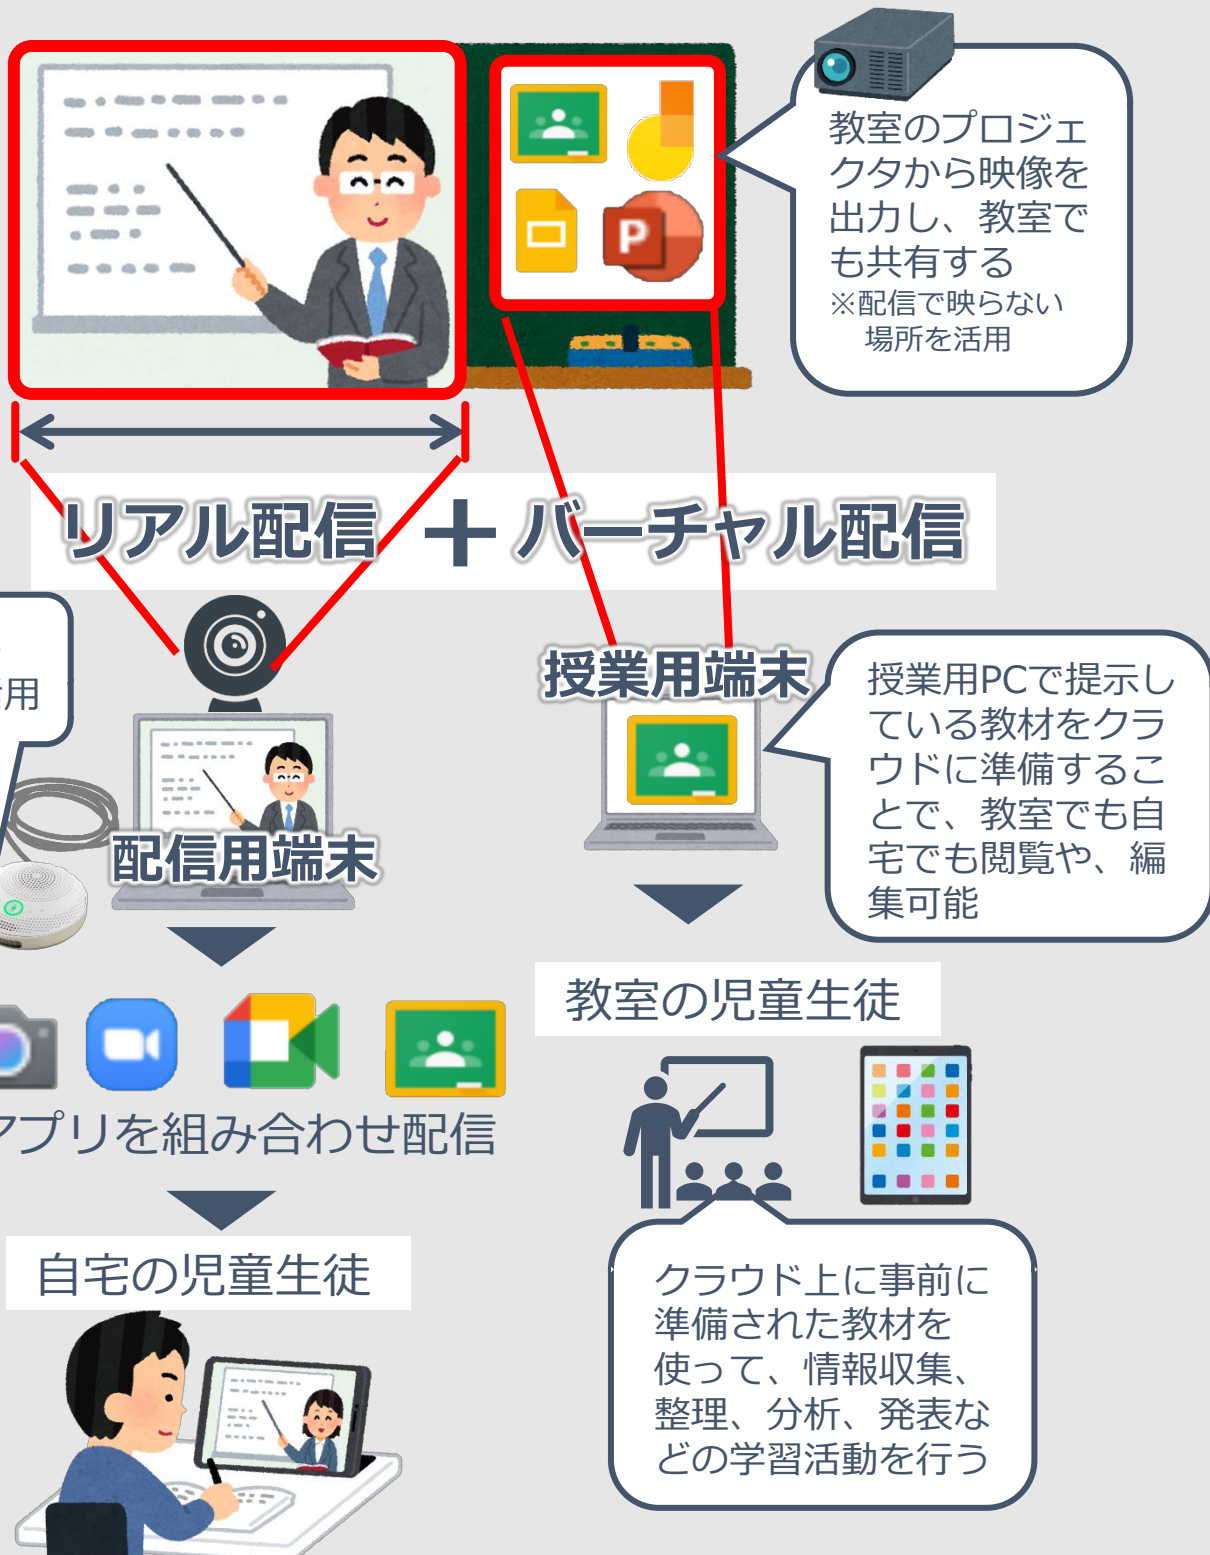 教室のプロジェ
クタから映像を
出力し、教室で
も共有する
※配信で映らない
場所を活用
リアル配信 ＋ バーチャル配信
用
授業用端末
授業用PCで提示し
ている教材をクラ
ウドに準備するこ
とで、教室でも自
宅でも閲覧や、編
集可能
配信用端末
教室の児童生徒
アプリを組み合わせ配信
自宅の児童生徒
クラウド上に事前に
準備された教材を
使って、情報収集、
整理、分析、発表な
どの学習活動を行う